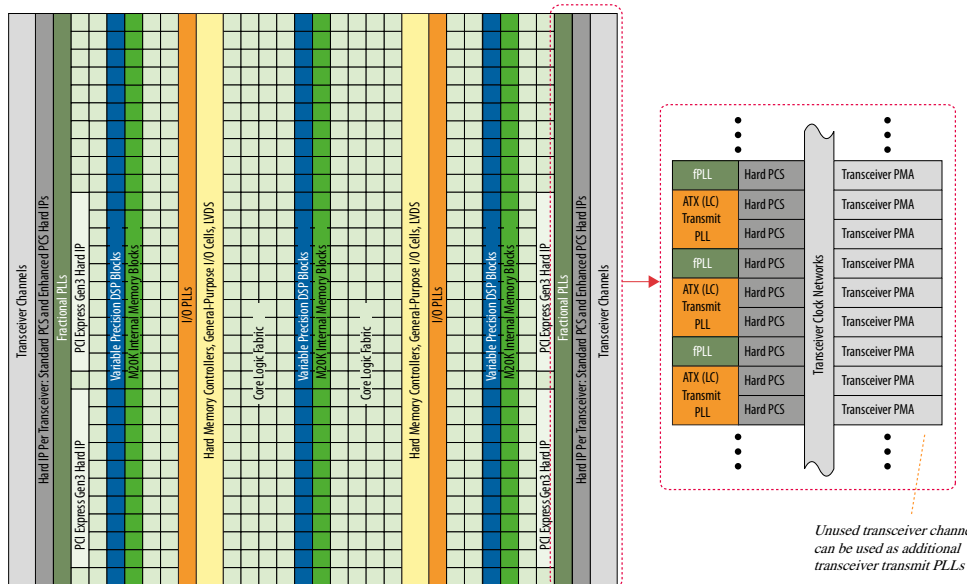 Transceiver Channels
Hard IP Per Transceiver: Standard PCS and Enhanced PCS Hard IPs
Fractional PLLs
PCI Express Gen3 Hard IP
PCI Express Gen3 Hard IP
Variable Precision DSP Blocks
M20K Internal Memory Blocks
I/O PLLs
Hard Memory Controllers, General-Purpose I/O Cells, LVDS
Core Logic Fabric
Variable Precision DSP Blocks
M20K Internal Memory Blocks
Core Logic Fabric
Hard Memory Controllers, General-Purpose I/O Cells, LVDS
I/O PLLs
Variable Precision DSP Blocks
M20K Internal Memory Blocks
PCI Express Gen3 Hard IP
PCI Express Gen3 Hard IP
Fractional PLLs
Hard IP Per Transceiver: Standard PCS and Enhanced PCS Hard IPs
Transceiver Channels
fPLL
Hard PCS
Transceiver PMA
ATX (LC)
Transmit
PLL
Hard PCS
Transceiver PMA
Hard PCS
Transceiver PMA
fPLL
Hard PCS
Transceiver PMA
ATX (LC)
Transmit
PLL
Hard PCS
Transceiver PMA
Hard PCS
Transceiver PMA
fPLL
Hard PCS
Transceiver PMA
ATX (LC)
Transmit
PLL
Hard PCS
Transceiver PMA
Hard PCS
Transceiver PMA
Transceiver Clock Networks
Unused transceiver channe
can be used as additional
transceiver transmit PLLs